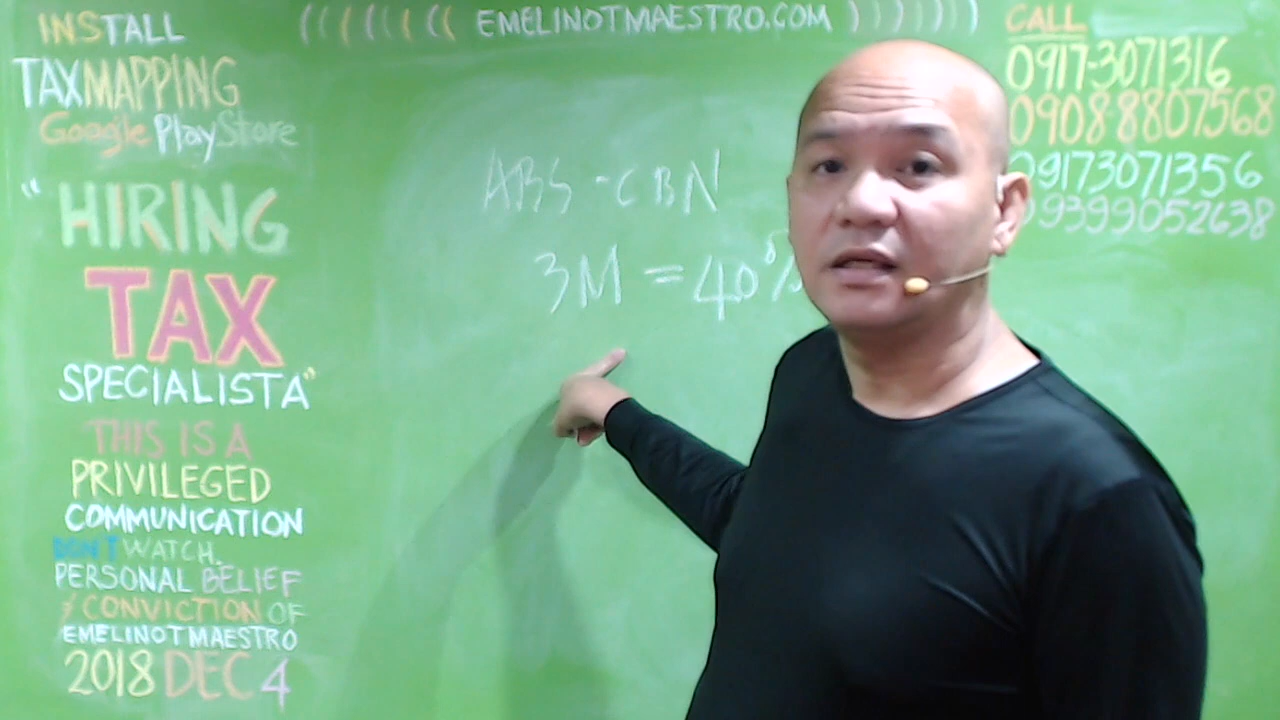 INSTALL
TAXMAPPING
Google PlayStore
"HIRING
TAX
SPECIALISTA"
THIS IS A
PRIVILEGED
COMMUNICATION
DON'T WATCH.
PERSONAL BELIEF
/ CONVICTION OF
EMELINOTMAESTRO
2018 DEC 4
(((((( EMELINOTMAESTRO.COM ))))))
ABS-CBN
3M = 40%
CALL
0917-3071316
0908-8807568
09173071356
09399052638